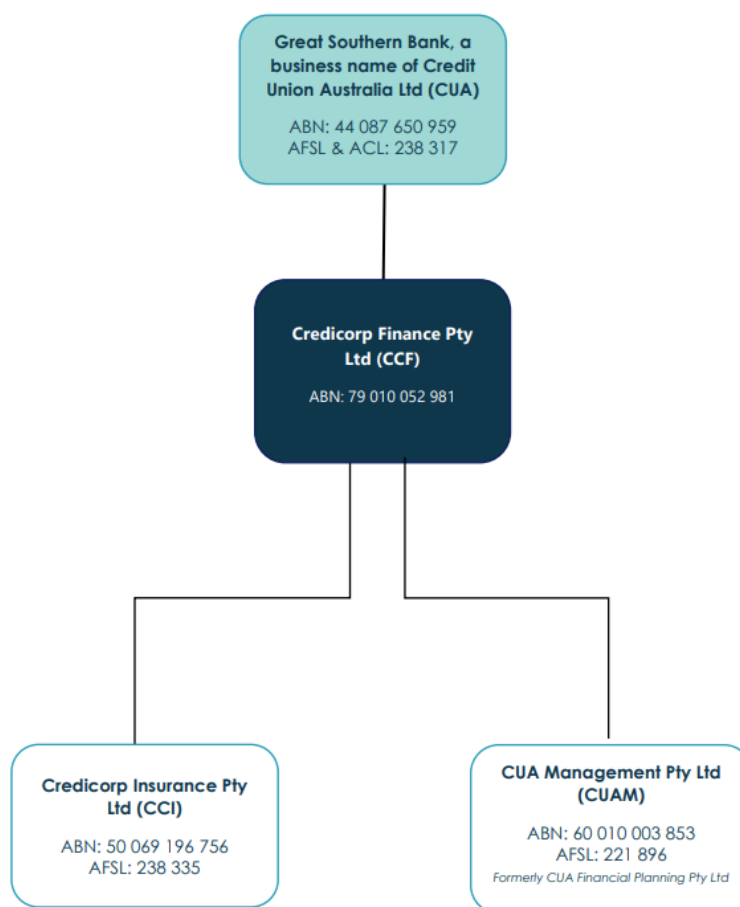 Great Southern Bank, a
business name of Credit
Union Australia Ltd (CUA)
ABN: 44 087 650 959
AFSL & ACL: 238 317
Credicorp Finance Pty
Ltd (CCF)
ABN: 79 010 052 981
Credicorp Insurance Pty
Ltd (CCI)
ABN: 50 069 196 756
AFSL: 238 335
CUA Management Pty Ltd
(CUAM)
ABN: 60 010 003 853
AFSL: 221 896
Formerly CUA Financial Planning Pty Ltd